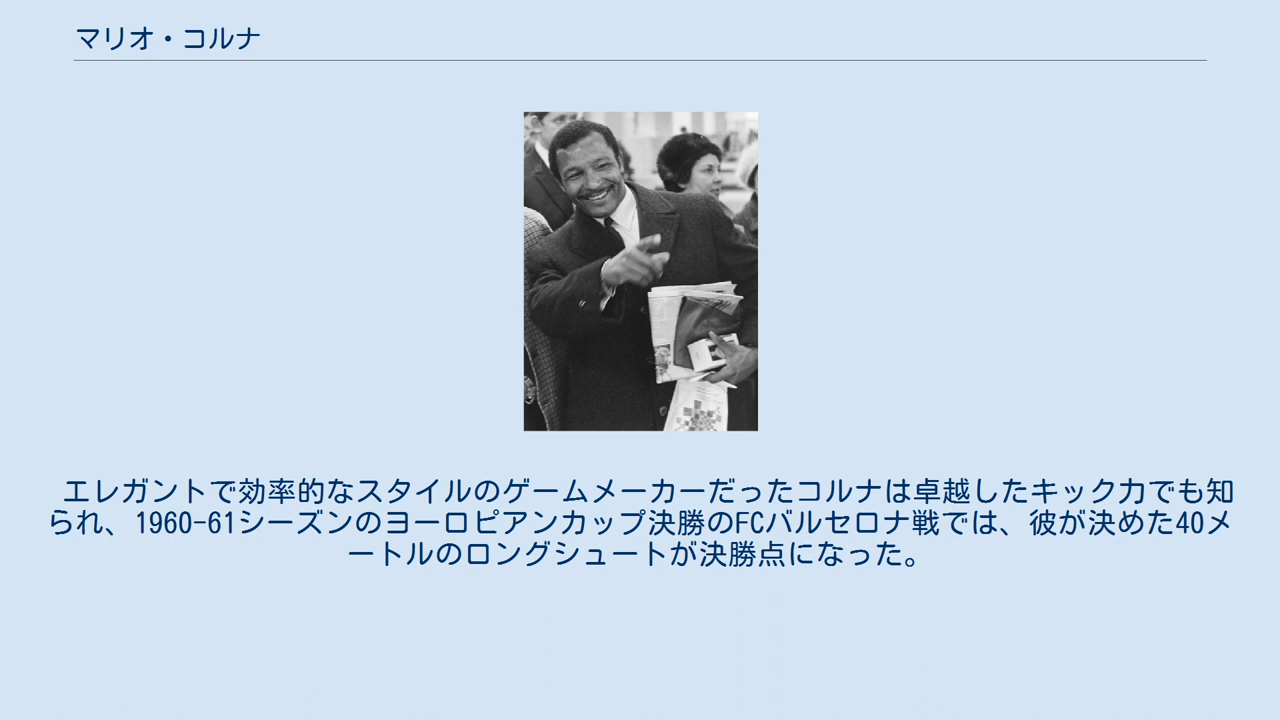 マリオ・コルナ
エレガントで効率的なスタイルのゲームメーカーだったコルナは卓越したキック力でも知
られ、1960-61シーズンのヨーロピアンカップ決勝のFCバルセロナ戦では、彼が決めた40メ
ートルのロングシュートが決勝点になった。